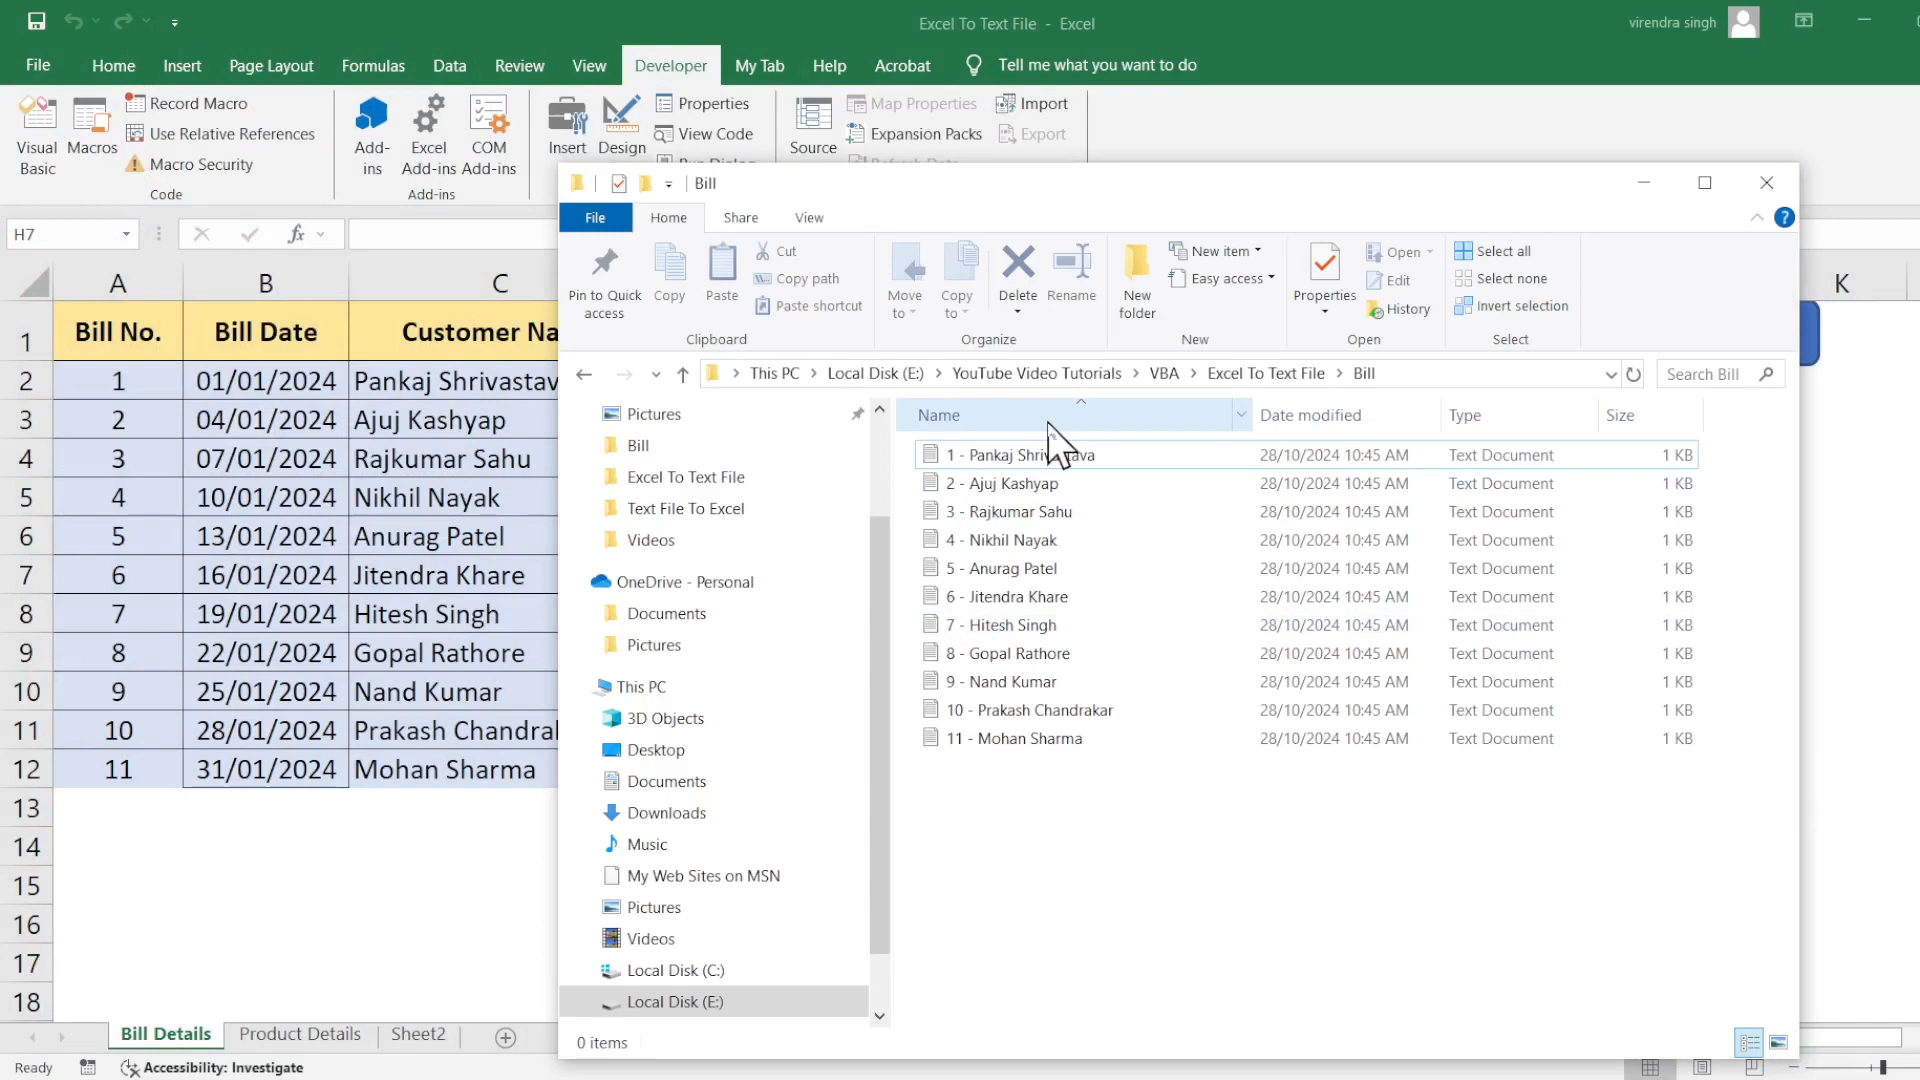 Excel To Text File - Excel
virendra singh
File Home Insert Page Layout Formulas Data Review View Developer My Tab Help Acrobat Tell me what you want to do
Visual Basic
Macros
Record Macro
Use Relative References
Macro Security
Code
Add-ins
Excel Add-ins
COM Add-ins
Add-ins
Insert
Design
Properties
View Code
Source
Map Properties
Expansion Packs
Import
Export
H7
fx
A B C K
1 Bill No. Bill Date Customer Na
2 1 01/01/2024 Pankaj Shrivastav
3 2 04/01/2024 Ajuj Kashyap
4 3 07/01/2024 Rajkumar Sahu
5 4 10/01/2024 Nikhil Nayak
6 5 13/01/2024 Anurag Patel
7 6 16/01/2024 Jitendra Khare
8 7 19/01/2024 Hitesh Singh
9 8 22/01/2024 Gopal Rathore
10 9 25/01/2024 Nand Kumar
11 10 28/01/2024 Prakash Chandra
12 11 31/01/2024 Mohan Sharma
13
14
15
16
17
18
Bill Details Product Details Sheet2
Ready Accessibility: Investigate
Bill
File Home Share View
Pin to Quick access
Copy
Paste
Cut
Copy path
Paste shortcut
Clipboard
Move to
Copy to
Delete
Rename
Organize
New folder
New item
Easy access
New
Properties
Open
Edit
History
Open
Select all
Select none
Invert selection
Select
This PC > Local Disk (E:) > YouTube Video Tutorials > VBA > Excel To Text File > Bill
Search Bill
Pictures
Bill
Excel To Text File
Text File To Excel
Videos
OneDrive - Personal
Documents
Pictures
This PC
3D Objects
Desktop
Documents
Downloads
Music
My Web Sites on MSN
Pictures
Videos
Local Disk (C:)
Local Disk (E:)
Name Date modified Type Size
1 - Pankaj Shrivastava 28/10/2024 10:45 AM Text Document 1 KB
2 - Ajuj Kashyap 28/10/2024 10:45 AM Text Document 1 KB
3 - Rajkumar Sahu 28/10/2024 10:45 AM Text Document 1 KB
4 - Nikhil Nayak 28/10/2024 10:45 AM Text Document 1 KB
5 - Anurag Patel 28/10/2024 10:45 AM Text Document 1 KB
6 - Jitendra Khare 28/10/2024 10:45 AM Text Document 1 KB
7 - Hitesh Singh 28/10/2024 10:45 AM Text Document 1 KB
8 - Gopal Rathore 28/10/2024 10:45 AM Text Document 1 KB
9 - Nand Kumar 28/10/2024 10:45 AM Text Document 1 KB
10 - Prakash Chandrakar 28/10/2024 10:45 AM Text Document 1 KB
11 - Mohan Sharma 28/10/2024 10:45 AM Text Document 1 KB
0 items